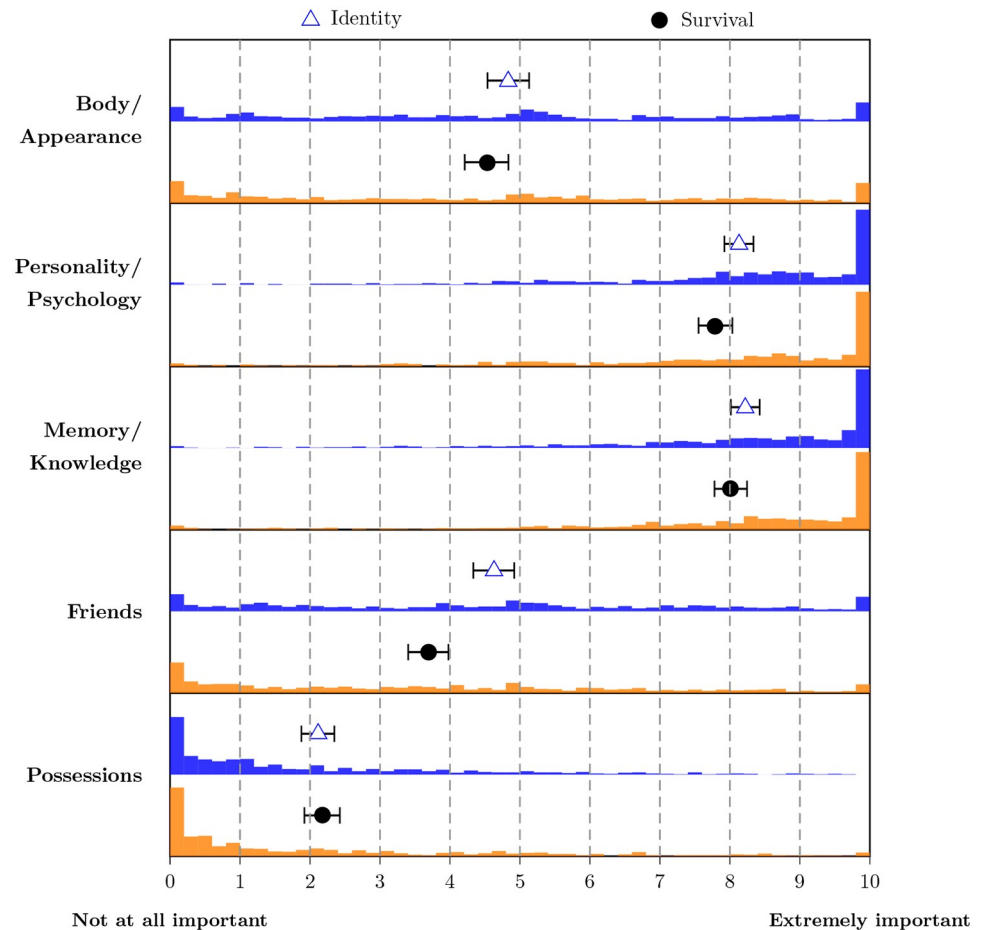 Identity
Survival
Body/
Appearance
Personality/
Psychology
Memory/
Knowledge
Friends
Possessions
0 1 2 3 4 5 6 7 8 9 10
Not at all important
Extremely important